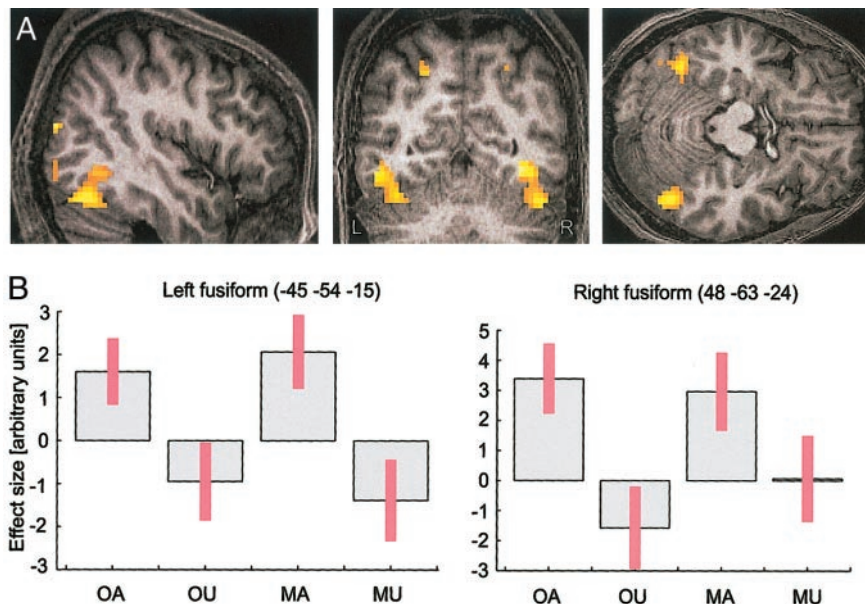 A
L
R
B
Left fusiform (-45 -54 -15)
Effect size [arbitrary units]
3
2
1
0
-1
-2
-3
OA OU MA MU
Right fusiform (48 -63 -24)
5
4
3
2
1
0
-1
-2
-3
OA OU MA MU